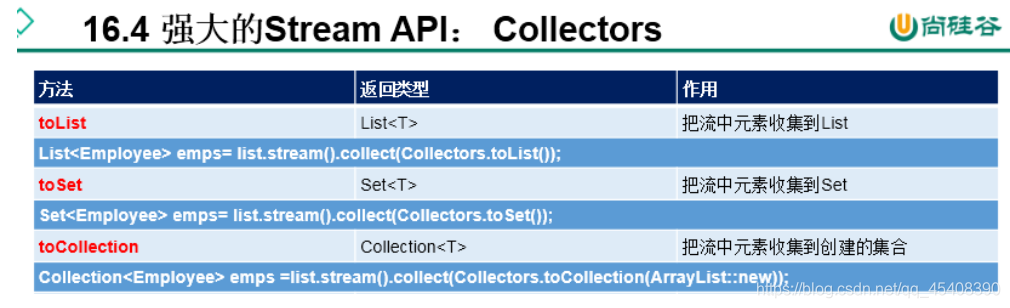 16.4 强大的Stream API： Collectors
尚硅谷
方法 返回类型 作用
toList List<T> 把流中元素收集到List
List<Employee> emps= list.stream().collect(Collectors.toList());
toSet Set<T> 把流中元素收集到Set
Set<Employee> emps= list.stream().collect(Collectors.toSet());
toCollection Collection<T> 把流中元素收集到创建的集合
Collection<Employee> emps =list.stream().collect(Collectors.toCollection(ArrayList::new));
https://blog.csdn.net/qq_45408390